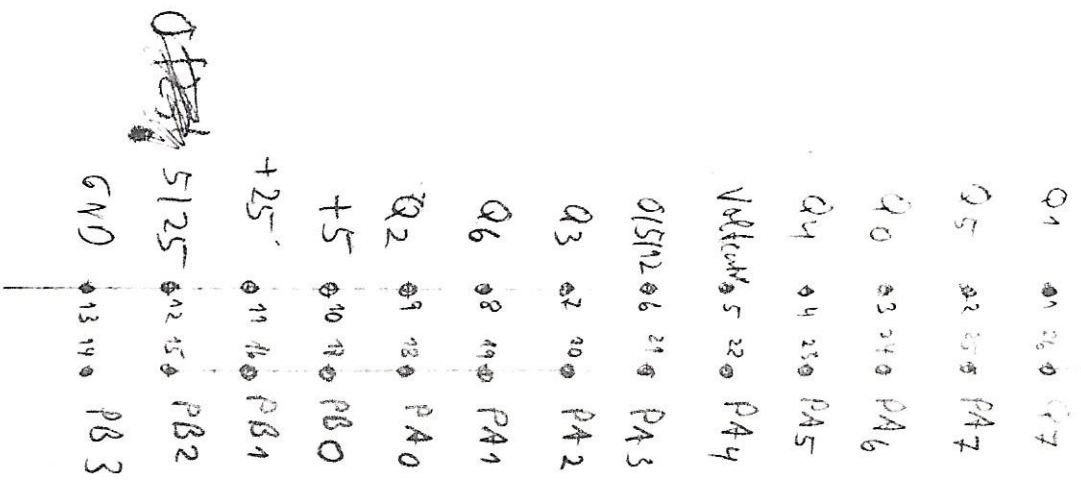 Q1 1 26 Q7
Q5 2 25 PA7
Q0 3 24 PA6
Q4 4 23 PA5
5 22 PA4
0/5/12 6 21 PA3
Q3 7 20 PA2
Q6 8 19 PA1
Q2 9 18 PA0
+5 10 17 PB0
+25 11 16 PB1
5/25 12 15 PB2
GND 13 14 PB3